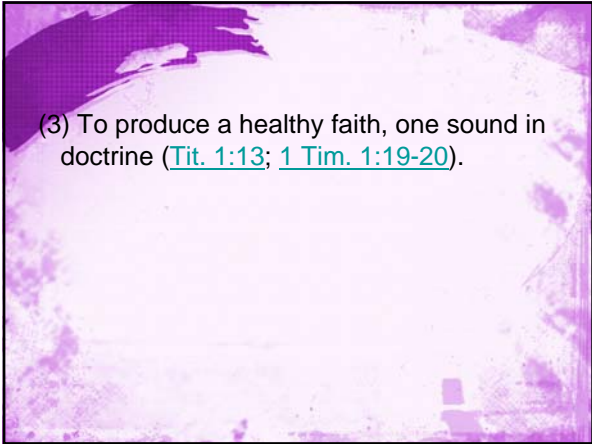 (3) To produce a healthy faith, one sound in
doctrine (Tit. 1:13; 1 Tim. 1:19-20).